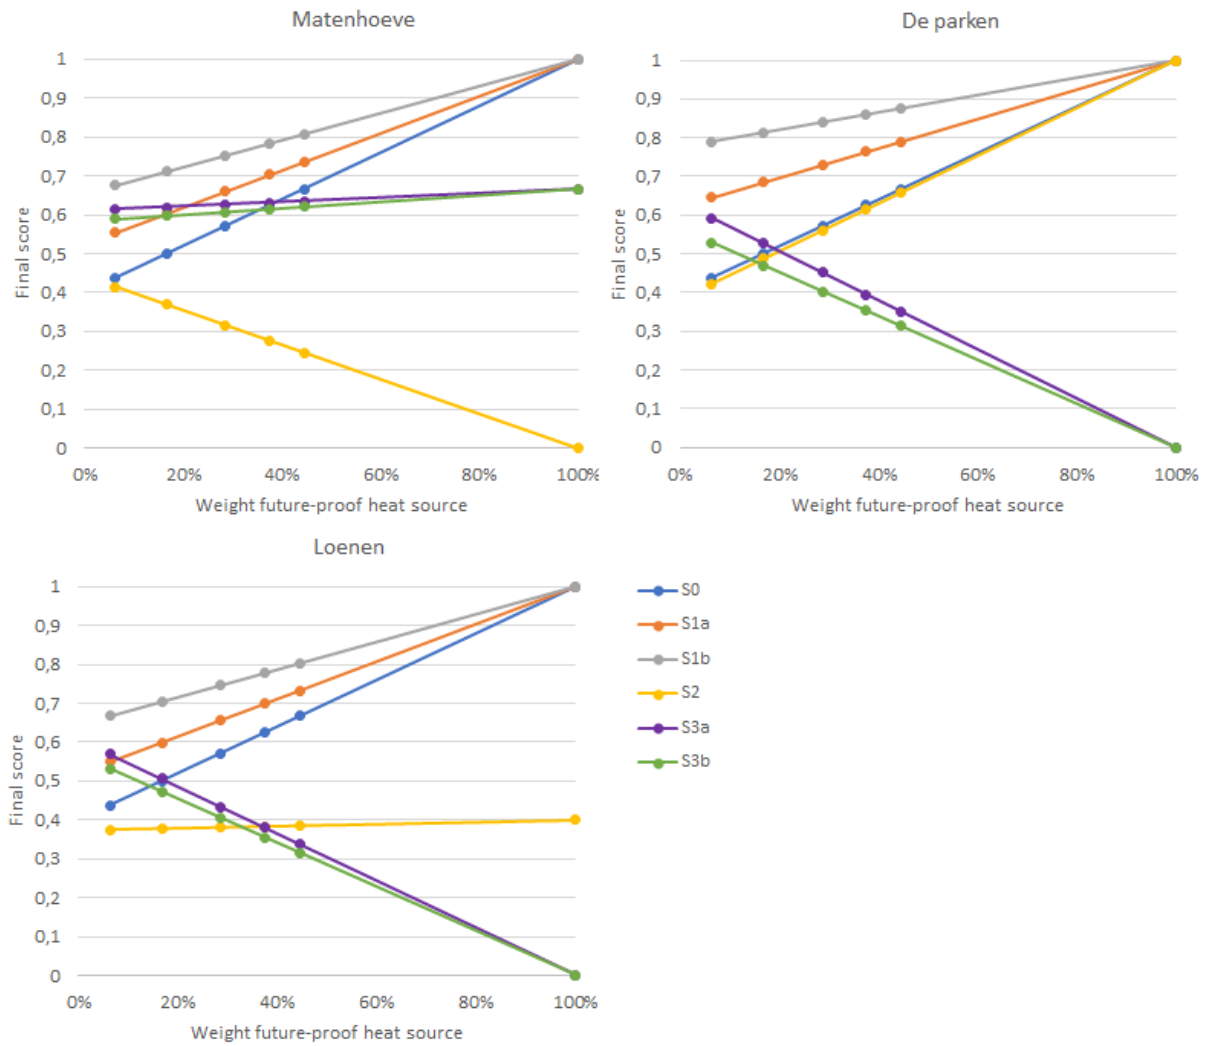 Matenhoeve
1
0,9
0,8
0,7
0,6
0,5
0,4
0,3
0,2
0,1
0
Final score
0% 20% 40% 60% 80% 100%
Weight future-proof heat source
De parken
1
0,9
0,8
0,7
0,6
0,5
0,4
0,3
0,2
0,1
0
Final score
0% 20% 40% 60% 80% 100%
Weight future-proof heat source
Loenen
1
0,9
0,8
0,7
0,6
0,5
0,4
0,3
0,2
0,1
0
Final score
0% 20% 40% 60% 80% 100%
Weight future-proof heat source
S0
S1a
S1b
S2
S3a
S3b